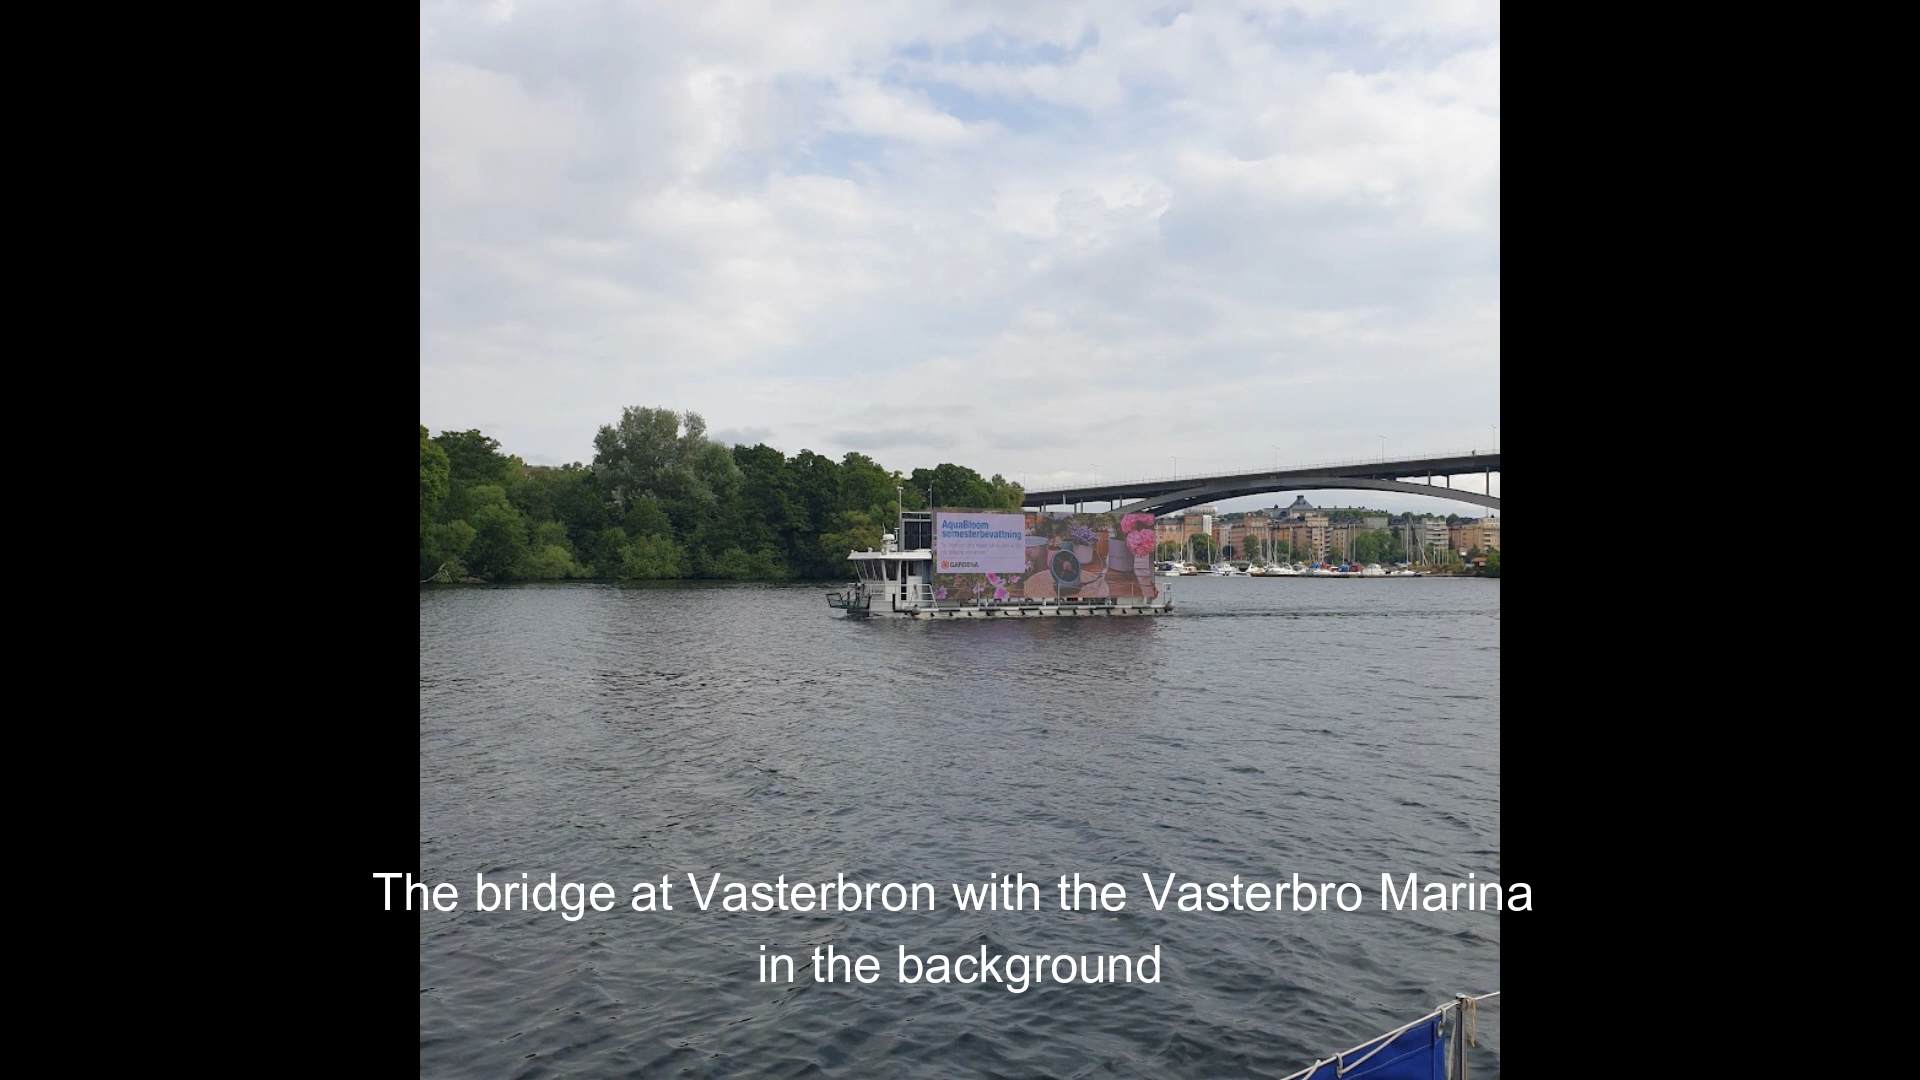 AquaBloom
semesterbevattning
GARDENA
The bridge at Vasterbron with the Vasterbro Marina
in the background